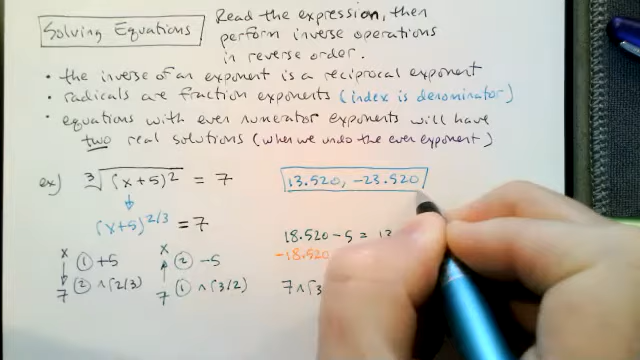 Solving Equations
Read the expression, then
perform inverse operations
in reverse order.
• the inverse of an exponent is a reciprocal exponent
• radicals are fraction exponents (index is denominator)
• equations with even numerator exponents will have
two real solutions (when we undo the even exponent)
ex) ∛(x+5)² = 7
13.520, -23.520
(x+5)^2/3 = 7
18.520 - 5 = 13
-18.520
x ① +5
7 ② ^(2/3)
x ② -5
7 ① ^(3/2)
7^(3